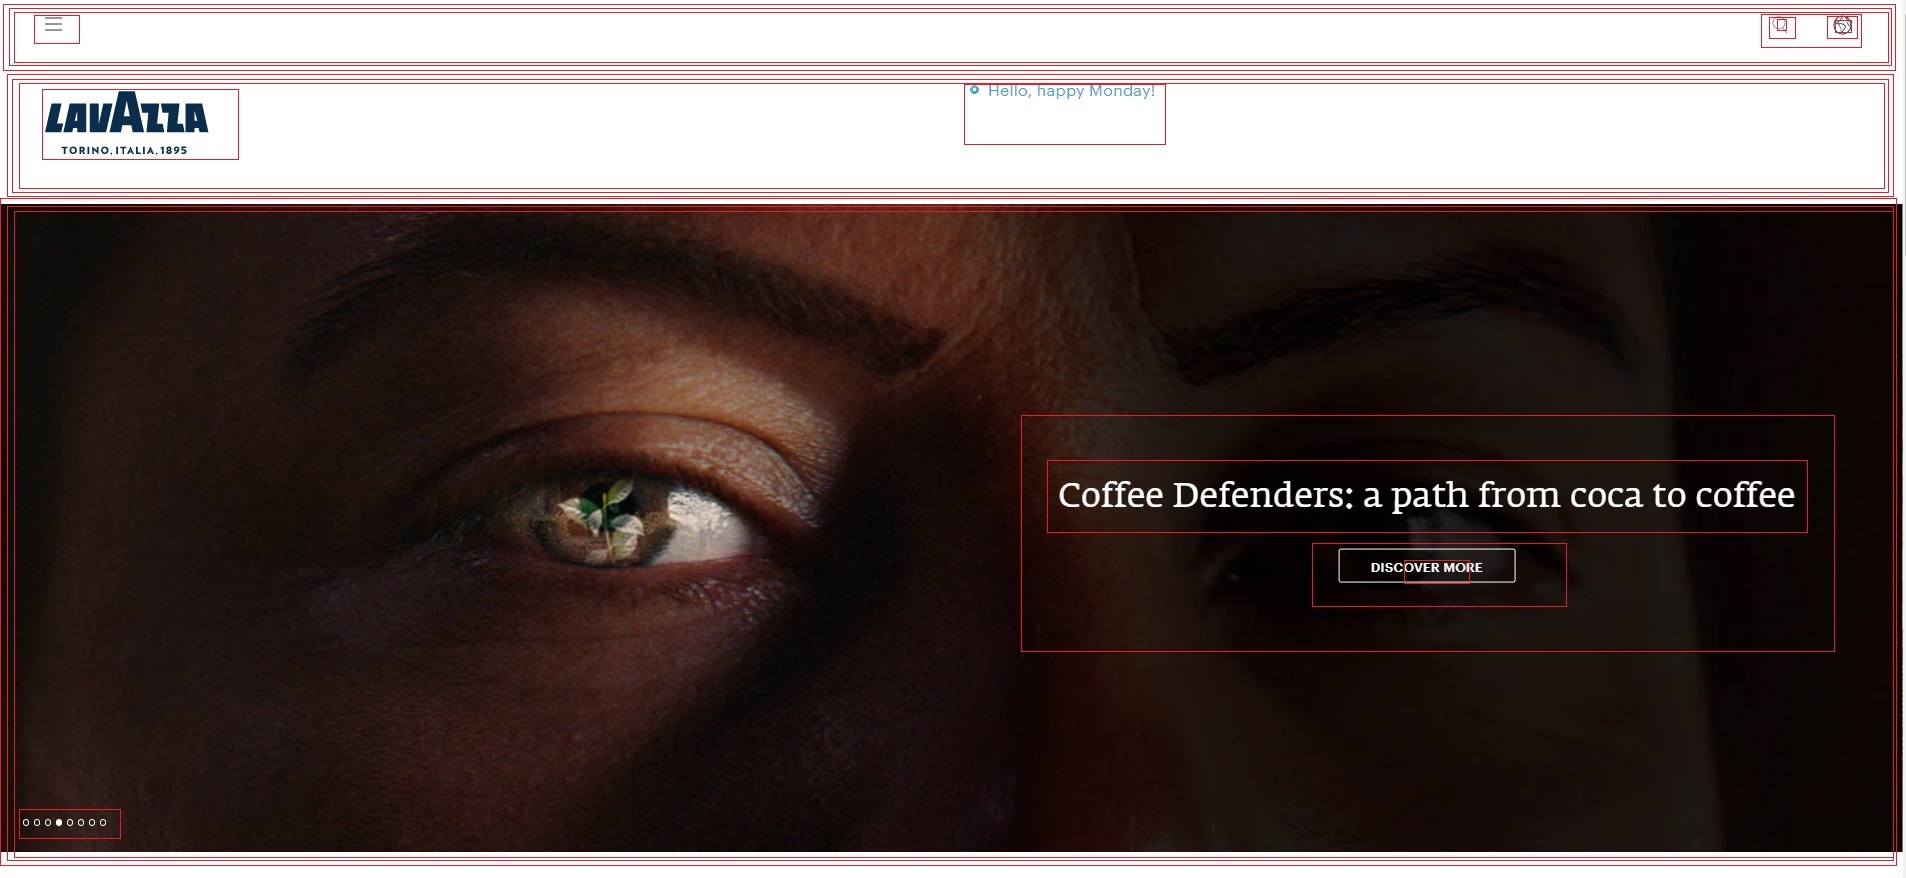 LAVAZZA
TORINO, ITALIA, 1895
Hello, happy Monday!
Coffee Defenders: a path from coca to coffee
DISCOVER MORE